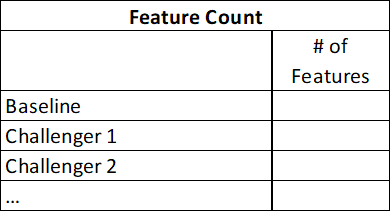 Feature Count
# of
Features
Baseline
Challenger 1
Challenger 2
...